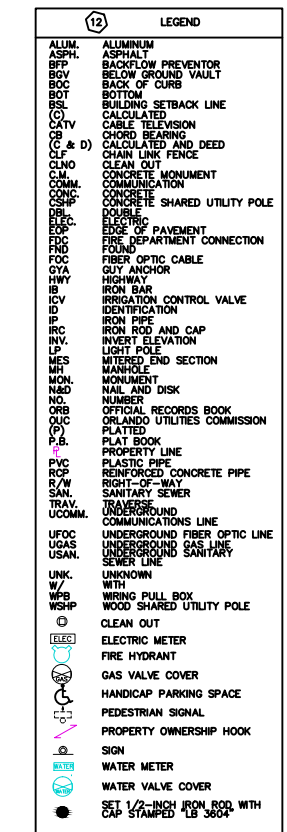 12 LEGEND
ALUM. ALUMINUM
ASPH. ASPHALT
BFP BACKFLOW PREVENTOR
BGV BELOW GROUND VAULT
BOC BACK OF CURB
BOT BOTTOM
BSL BUILDING SETBACK LINE
(C) CALCULATED
CATV CABLE TELEVISION
CB CHORD BEARING
(C & D) CALCULATED AND DEED
CLF CHAIN LINK FENCE
CLNO CLEAN OUT
C.M. CONCRETE MONUMENT
COMM. COMMUNICATION
CONC. CONCRETE
CSHP CONCRETE SHARED UTILITY POLE
DBL. DOUBLE
ELEC. ELECTRIC
EOP EDGE OF PAVEMENT
FDC FIRE DEPARTMENT CONNECTION
FND FOUND
FOC FIBER OPTIC CABLE
GYA GUY ANCHOR
HWY HIGHWAY
IB IRON BAR
ICV IRRIGATION CONTROL VALVE
ID IDENTIFICATION
IP IRON PIPE
IRC IRON ROD AND CAP
INV. INVERT ELEVATION
LP LIGHT POLE
MES MITERED END SECTION
MH MANHOLE
MON. MONUMENT
N&D NAIL AND DISK
NO. NUMBER
ORB OFFICIAL RECORDS BOOK
OUC ORLANDO UTILITIES COMMISSION
(P) PLATTED
P.B. PLAT BOOK
PL PROPERTY LINE
PVC PLASTIC PIPE
RCP REINFORCED CONCRETE PIPE
R/W RIGHT-OF-WAY
SAN. SANITARY SEWER
TRAV. TRAVERSE
UCOMM. UNDERGROUND
COMMUNICATIONS LINE
UFOC UNDERGROUND FIBER OPTIC LINE
UGAS UNDERGROUND GAS LINE
USAN. UNDERGROUND SANITARY
SEWER LINE
UNK. UNKNOWN
W/ WITH
WPB WIRING PULL BOX
WSHP WOOD SHARED UTILITY POLE
CLEAN OUT
ELEC ELECTRIC METER
FIRE HYDRANT
GAS GAS VALVE COVER
HANDICAP PARKING SPACE
PEDESTRIAN SIGNAL
PROPERTY OWNERSHIP HOOK
SIGN
WATER WATER METER
WATER WATER VALVE COVER
SET 1/2-INCH IRON ROD WITH
CAP STAMPED "LB 3604"